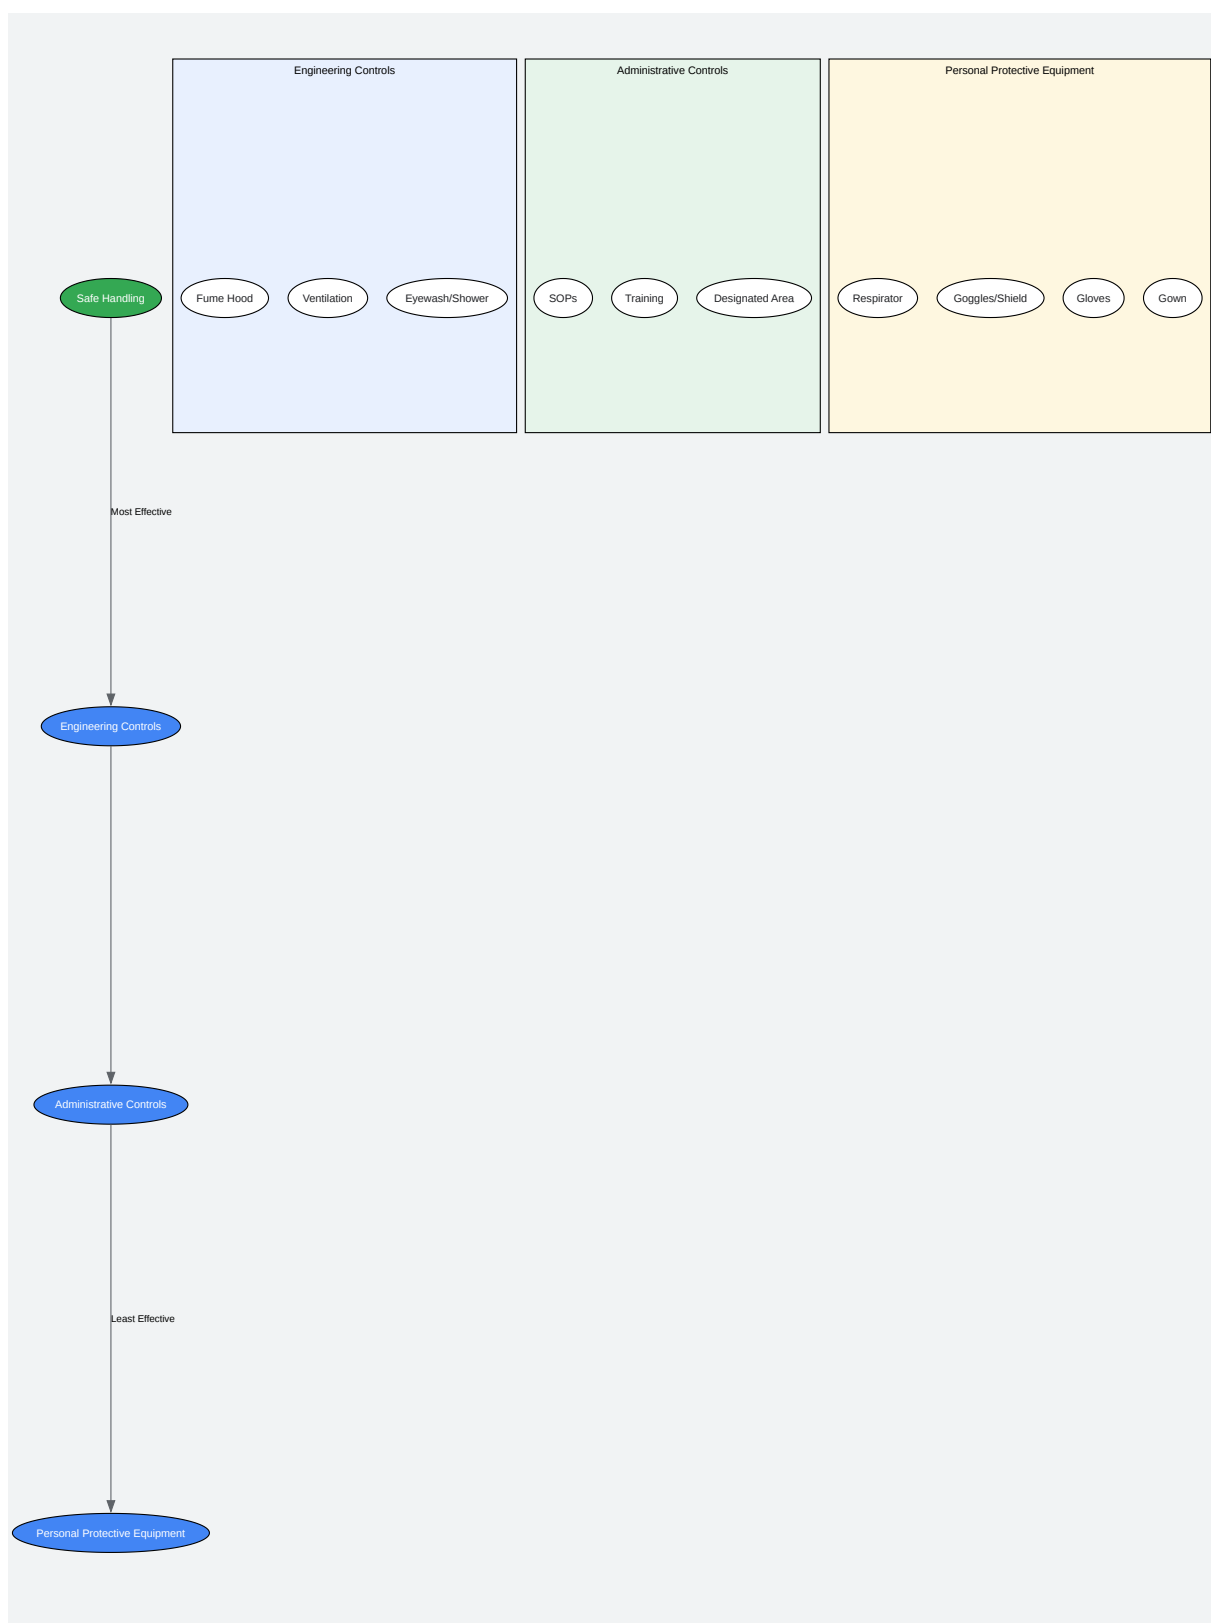 Engineering Controls
Administrative Controls
Personal Protective Equipment
Safe Handling
Fume Hood
Ventilation
Eyewash/Shower
SOPs
Training
Designated Area
Respirator
Goggles/Shield
Gloves
Gown
Most Effective
Engineering Controls
Administrative Controls
Least Effective
Personal Protective Equipment